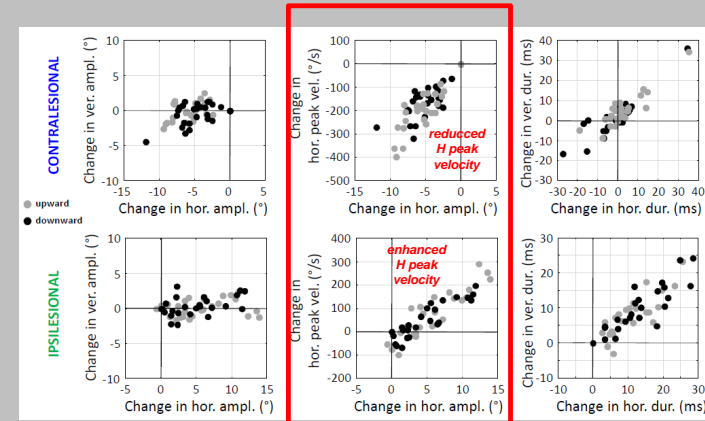 CONTRALESIONAL
Change in ver. ampl. (°)
10
5
0
-5
-10
-15 -10 -5 0 5
Change in hor. ampl. (°)
Change in
hor. peak vel. (°/s)
100
0
-100
-200
-300
-400
-500
reducced
H peak
velocity
-15 -10 -5 0 5
Change in hor. ampl. (°)
Change in ver. dur. (ms)
40
30
20
10
0
-10
-20
-30
-30 -20 -10 0 10 20 30 40
Change in hor. dur. (ms)
upward
downward
IPSILESIONAL
Change in ver. ampl. (°)
10
5
0
-5
-10
-5 0 5 10 15
Change in hor. ampl. (°)
Change in
hor. peak vel. (°/s)
400
300
200
100
0
-100
-200
enhanced
H peak
velocity
-5 0 5 10 15
Change in hor. ampl. (°)
Change in ver. dur. (ms)
30
20
10
0
-10
-10 0 10 20 30
Change in hor. dur. (ms)